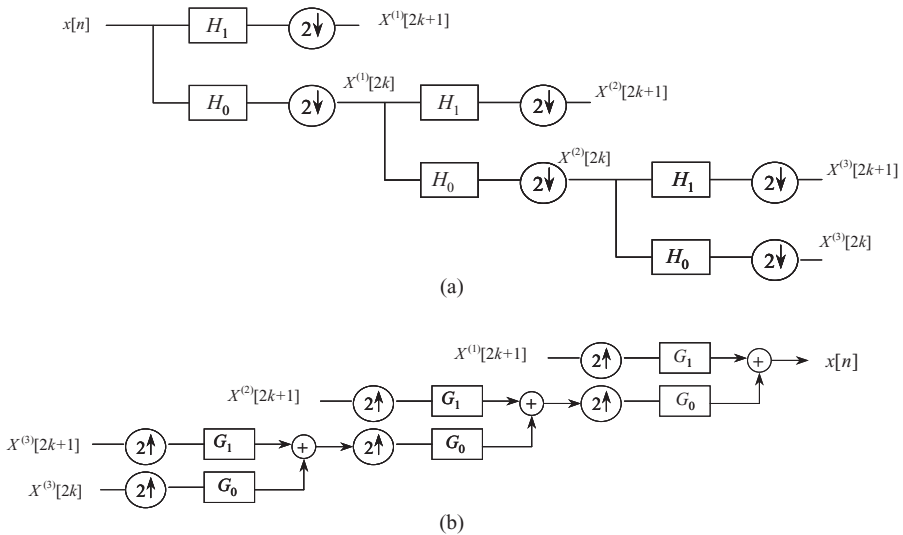 x[n] H₁ 2↓ X⁽¹⁾[2k+1]
H₀ 2↓ X⁽¹⁾[2k] H₁ 2↓ X⁽²⁾[2k+1]
H₀ 2↓ X⁽²⁾[2k] H₁ 2↓ X⁽³⁾[2k+1]
H₀ 2↓ X⁽³⁾[2k]
(a)
X⁽¹⁾[2k+1] 2↑ G₁ + x[n]
X⁽²⁾[2k+1] 2↑ G₁ + 2↑ G₀
X⁽³⁾[2k+1] 2↑ G₁ + 2↑ G₀
X⁽³⁾[2k] 2↑ G₀
(b)